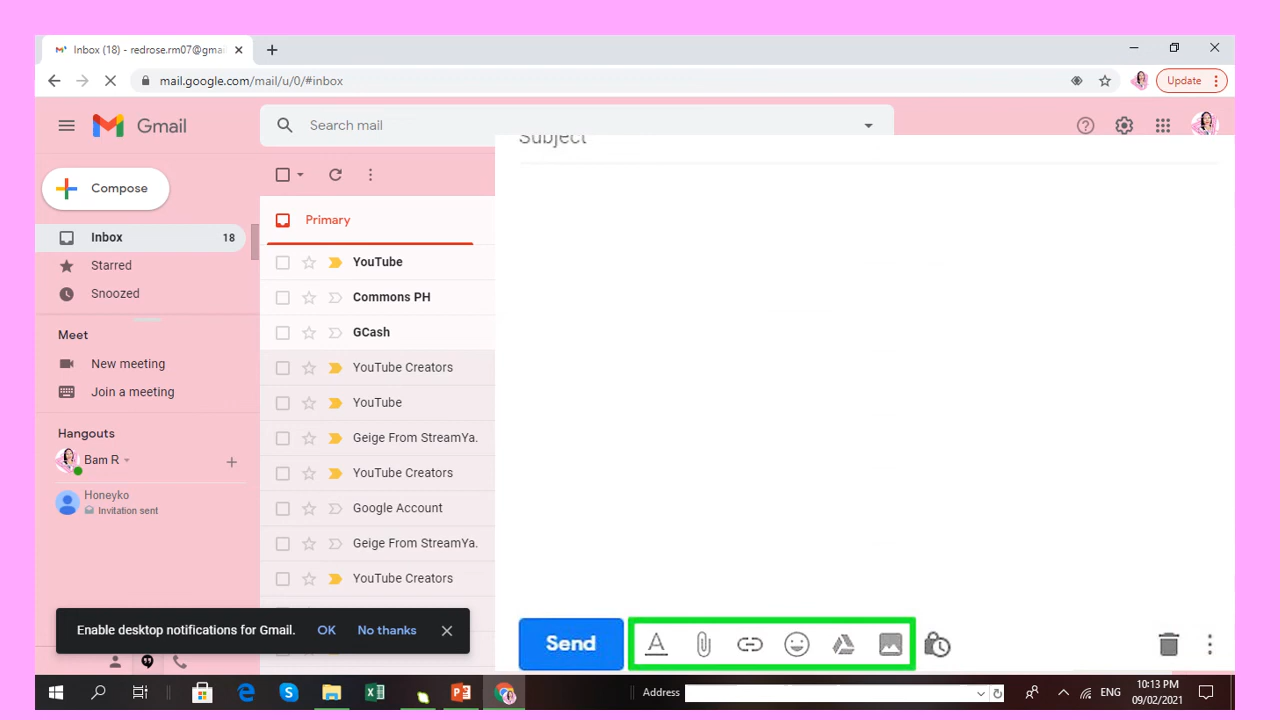 Inbox (18) - redrose.rm07@gma
mail.google.com/mail/u/0/#inbox
Update
Gmail
Search mail
Subject
Compose
Inbox 18
Starred
Snoozed
Meet
New meeting
Join a meeting
Hangouts
Bam R
Honeyko
Invitation sent
Primary
YouTube
Commons PH
GCash
YouTube Creators
YouTube
Geige From StreamYa.
YouTube Creators
Google Account
Geige From StreamYa.
YouTube Creators
Enable desktop notifications for Gmail. OK No thanks
Send
Address
ENG
10:13 PM
09/02/2021